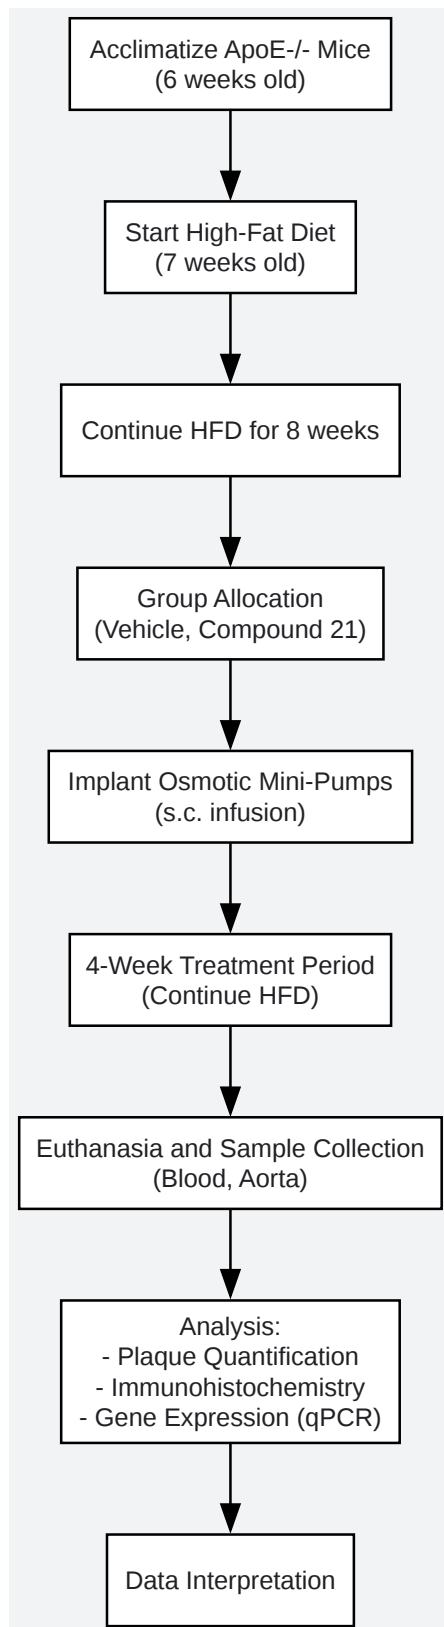 Acclimatize ApoE-/- Mice
(6 weeks old)
Start High-Fat Diet
(7 weeks old)
Continue HFD for 8 weeks
Group Allocation
(Vehicle, Compound 21)
Implant Osmotic Mini-Pumps
(s.c. infusion)
4-Week Treatment Period
(Continue HFD)
Euthanasia and Sample Collection
(Blood, Aorta)
Analysis:
- Plaque Quantification
- Immunohistochemistry
- Gene Expression (qPCR)
Data Interpretation